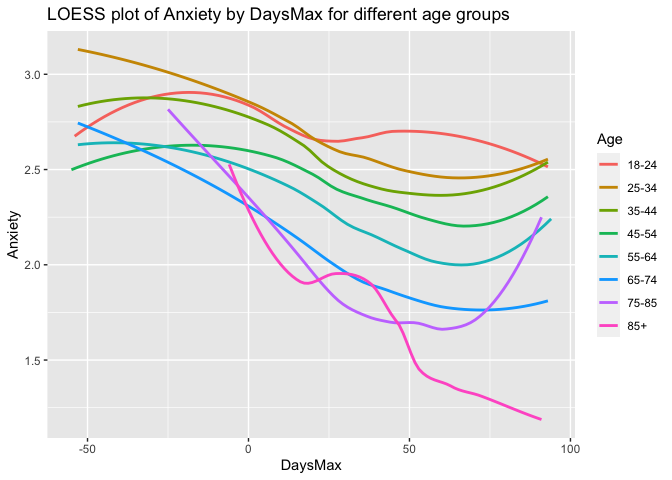 LOESS plot of Anxiety by DaysMax for different age groups
3.0
2.5
2.0
1.5
Anxiety
-50 0 50 100
DaysMax
Age
18-24
25-34
35-44
45-54
55-64
65-74
75-85
85+